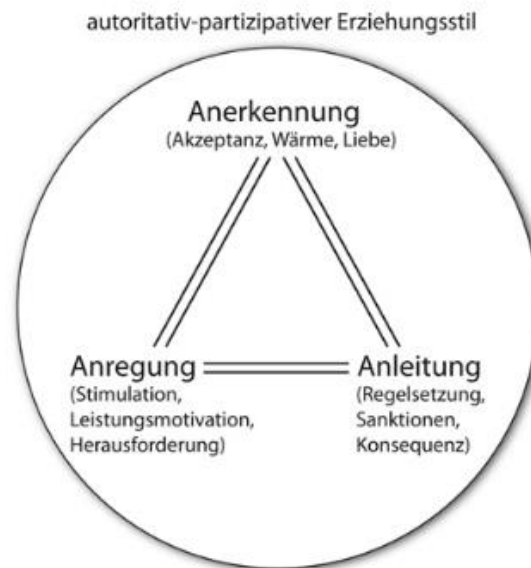 autoritativ-partizipativer Erziehungsstil
Anerkennung
(Akzeptanz, Wärme, Liebe)
Anregung
(Stimulation,
Leistungsmotivation,
Herausforderung)
Anleitung
(Regelsetzung,
Sanktionen,
Konsequenz)